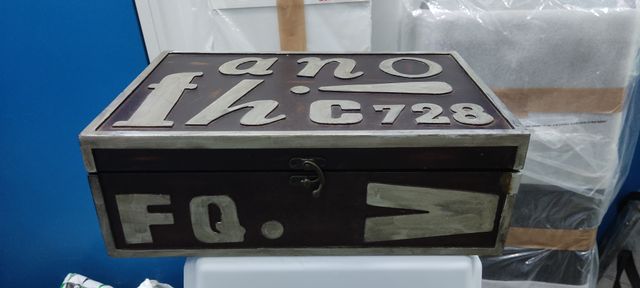 ano
fh C728
FQ. V